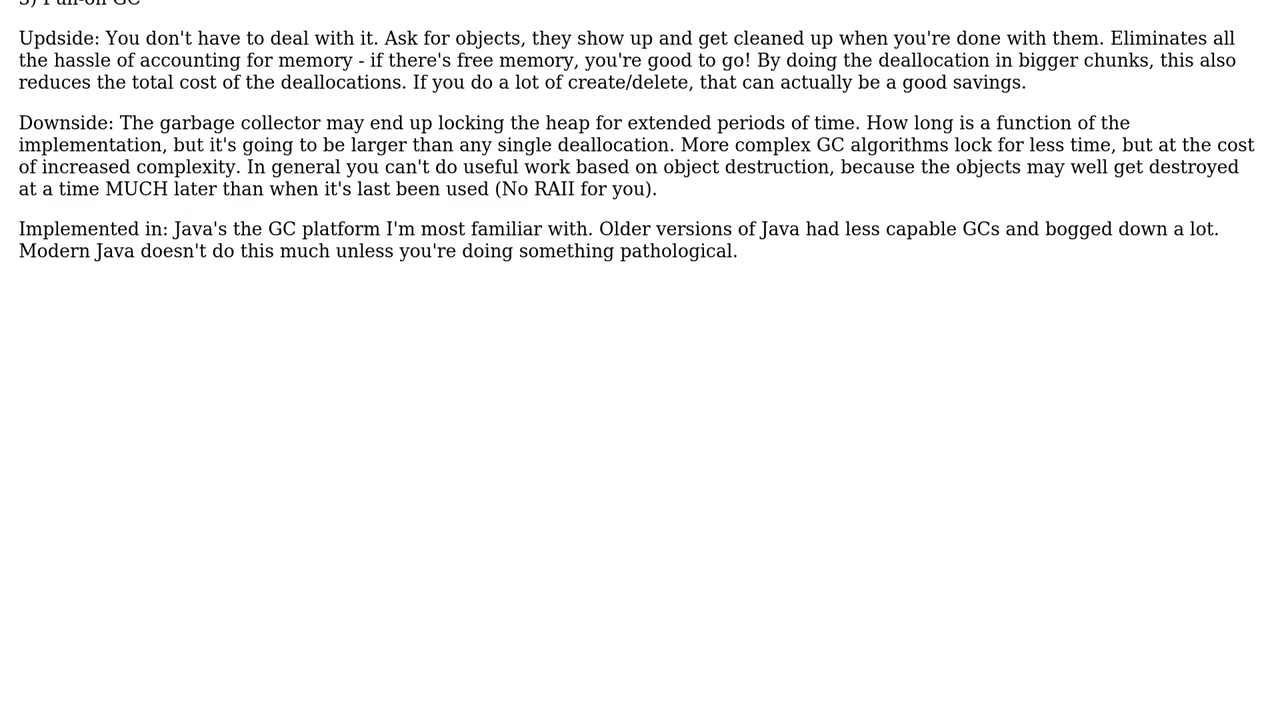 3) Full-on GC
Updside: You don't have to deal with it. Ask for objects, they show up and get cleaned up when you're done with them. Eliminates all
the hassle of accounting for memory - if there's free memory, you're good to go! By doing the deallocation in bigger chunks, this also
reduces the total cost of the deallocations. If you do a lot of create/delete, that can actually be a good savings.
Downside: The garbage collector may end up locking the heap for extended periods of time. How long is a function of the
implementation, but it's going to be larger than any single deallocation. More complex GC algorithms lock for less time, but at the cost
of increased complexity. In general you can't do useful work based on object destruction, because the objects may well get destroyed
at a time MUCH later than when it's last been used (No RAII for you).
Implemented in: Java's the GC platform I'm most familiar with. Older versions of Java had less capable GCs and bogged down a lot.
Modern Java doesn't do this much unless you're doing something pathological.